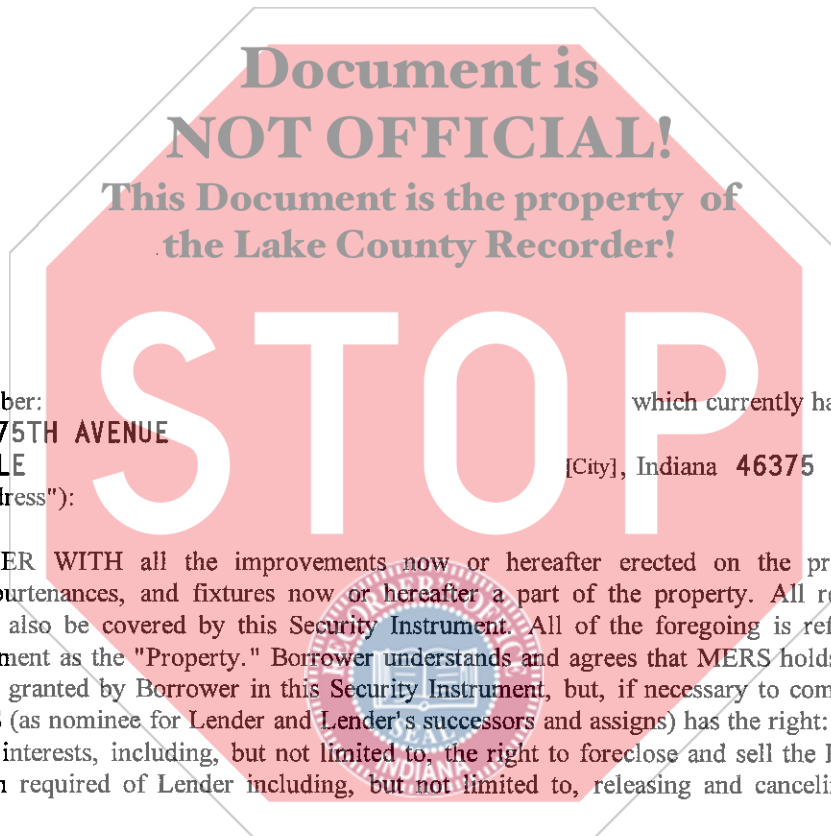 Document is
NOT OFFICIAL!
This Document is the property of
the Lake County Recorder!
STOP
ber: which currently ha
75TH AVENUE
LE [City], Indiana 46375
dress"):
ER WITH all the improvements now or hereafter erected on the pr
purtenances, and fixtures now or hereafter a part of the property. All re
also be covered by this Security Instrument. All of the foregoing is ref
ment as the "Property." Borrower understands and agrees that MERS holds
granted by Borrower in this Security Instrument, but, if necessary to com
(as nominee for Lender and Lender's successors and assigns) has the right:
interests, including, but not limited to, the right to foreclose and sell the
required of Lender including, but not limited to, releasing and canceli
RECORDER'S OFFICE
SEAL
INDIANA